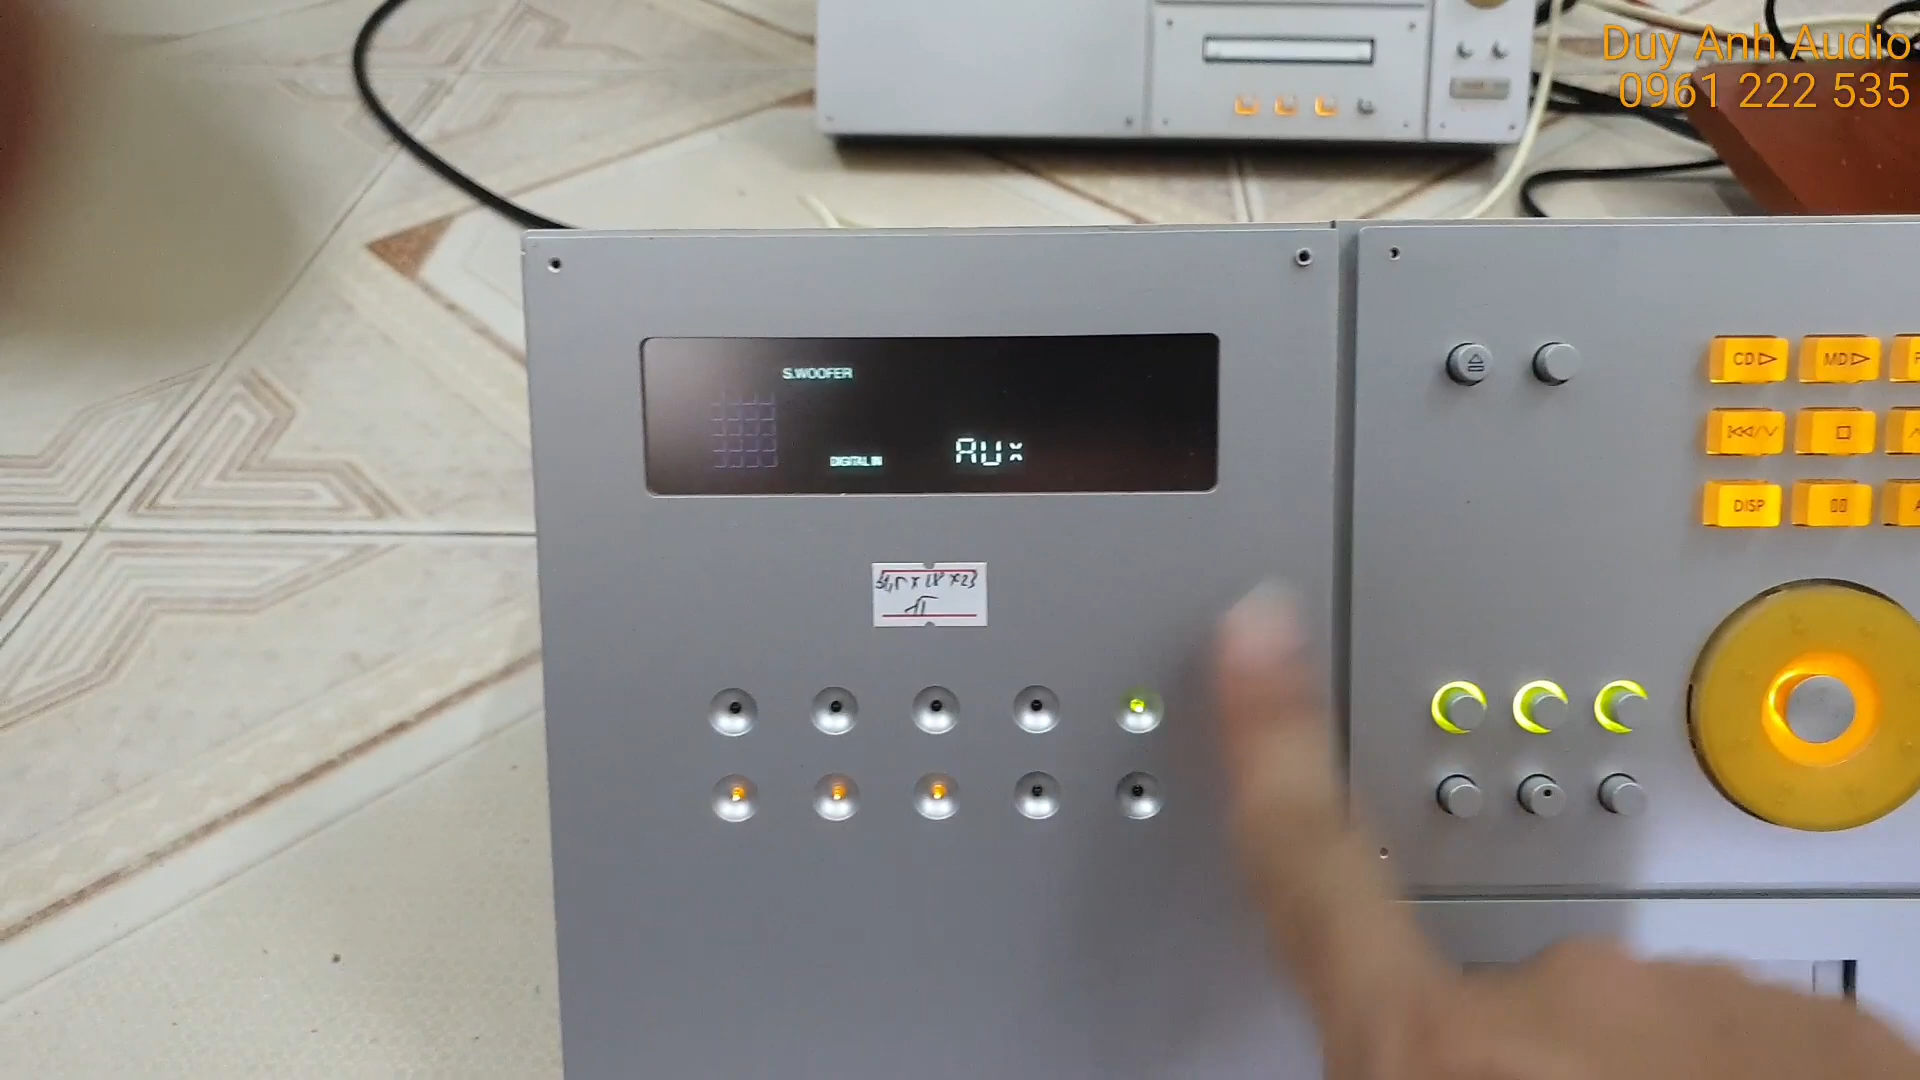 Duy Anh Audio
0961 222 535
S.WOOFER
DIGITAL IN
AUX
CD
MD
DISP